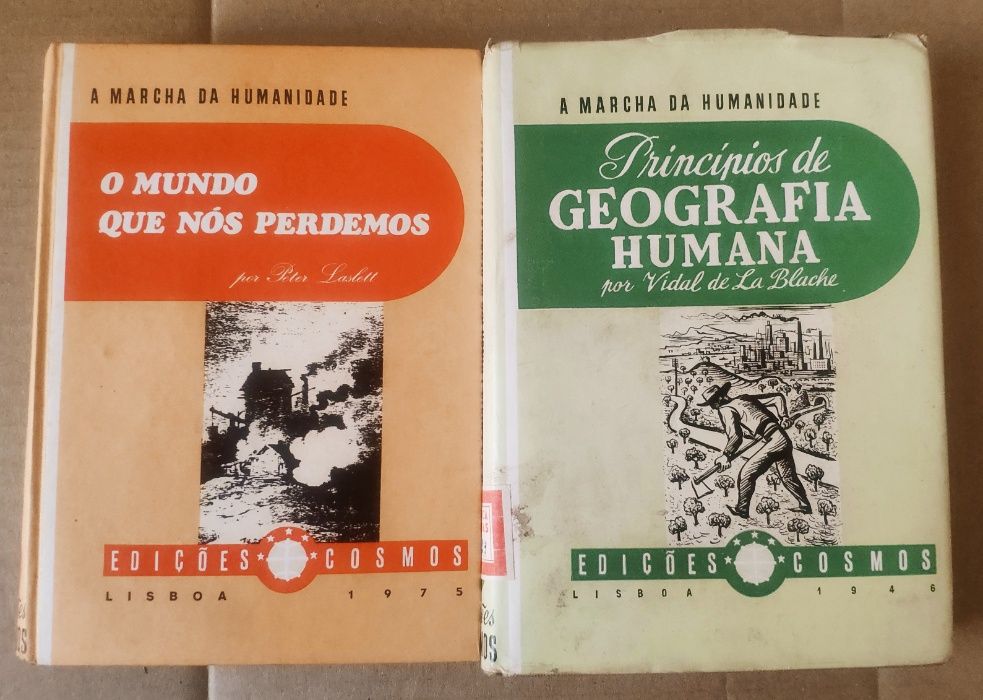 A MARCHA DA HUMANIDADE
O MUNDO
QUE NÓS PERDEMOS
por Peter Laslett
EDIÇÕES COSMOS
LISBOA 1975
A MARCHA DA HUMANIDADE
Princípios de
GEOGRAFIA
HUMANA
por Vidal de La Blache
EDIÇÕES COSMOS
LISBOA 1946